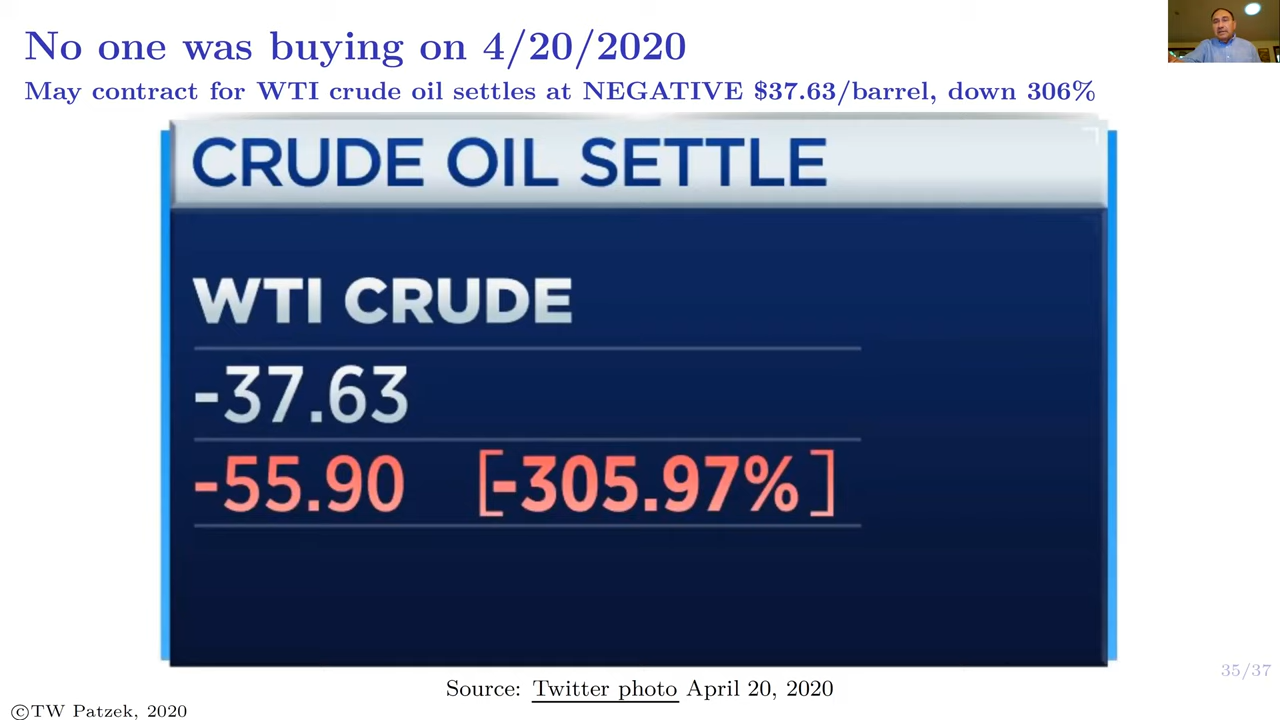 No one was buying on 4/20/2020
May contract for WTI crude oil settles at NEGATIVE $37.63/barrel, down 306%
CRUDE OIL SETTLE
WTI CRUDE
-37.63
-55.90 [-305.97%]
35/37
Source: Twitter photo April 20, 2020
©TW Patzek, 2020